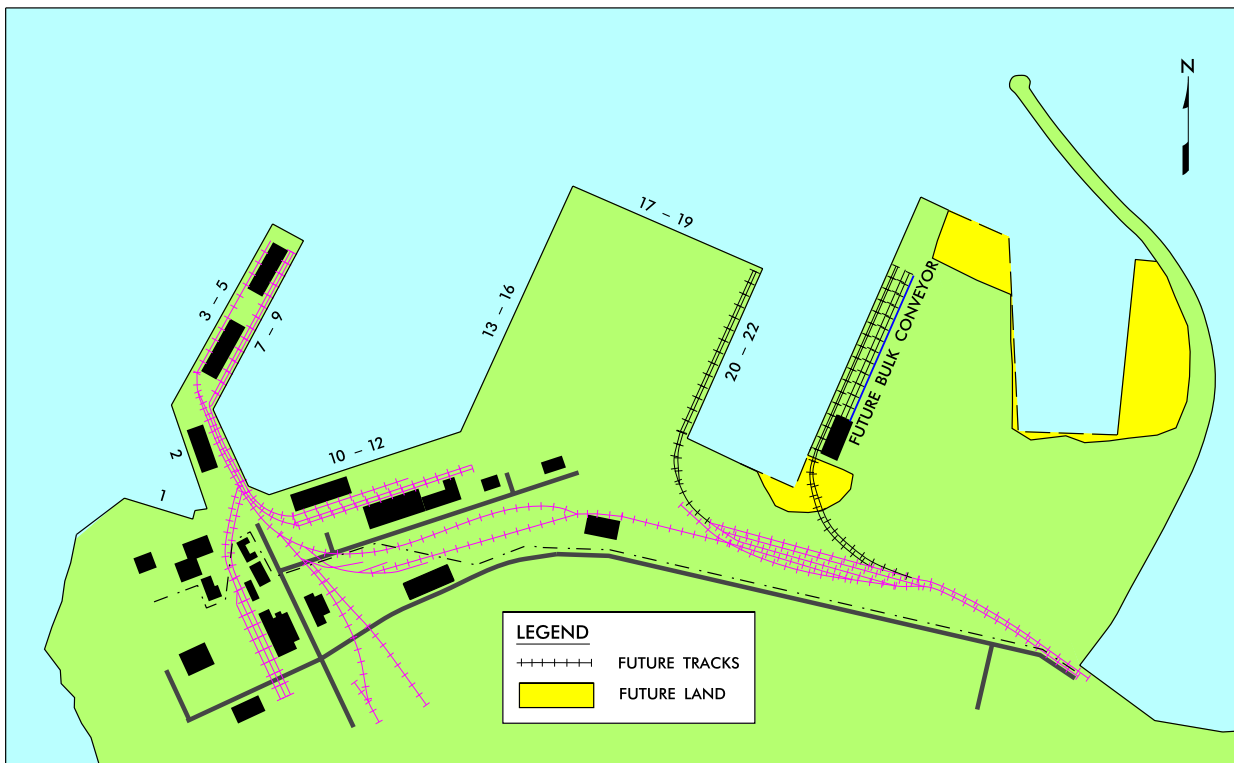 N
17 – 19
3 – 5
7 – 9
13 – 16
20 – 22
FUTURE BULK CONVEYOR
10 – 12
2
1
LEGEND
FUTURE TRACKS
FUTURE LAND